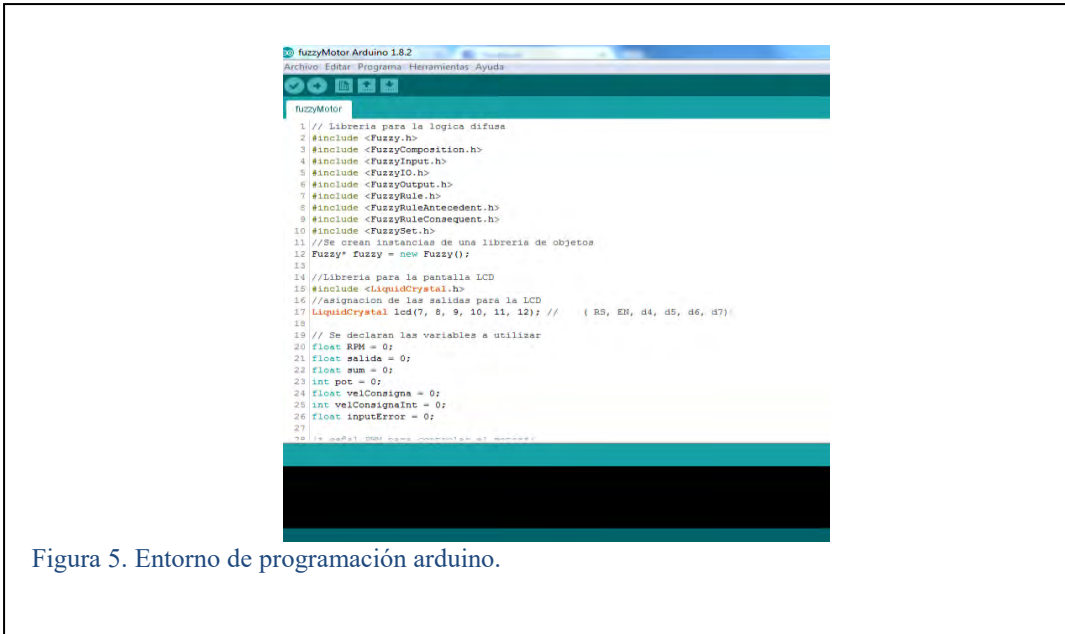 fuzzyMotor Arduino 1.8.2
Archivo Editar Programa Herramientas Ayuda
fuzzyMotor
1 // Libreria para la logica difusa
2 #include <Fuzzy.h>
3 #include <FuzzyComposition.h>
4 #include <FuzzyInput.h>
5 #include <FuzzyIO.h>
6 #include <FuzzyOutput.h>
7 #include <FuzzyRule.h>
8 #include <FuzzyRuleAntecedent.h>
9 #include <FuzzyRuleConsequent.h>
10 #include <FuzzySet.h>
11 //Se crean instancias de una libreria de objetos
12 Fuzzy* fuzzy = new Fuzzy();
13
14 //Libreria para la pantalla LCD
15 #include <LiquidCrystal.h>
16 //asignacion de las salidas para la LCD
17 LiquidCrystal lcd(7, 8, 9, 10, 11, 12); // ( RS, EN, d4, d5, d6, d7)
18
19 // Se declaran las variables a utilizar
20 float RPM = 0;
21 float salida = 0;
22 float sum = 0;
23 int pot = 0;
24 float velConsigna = 0;
25 int velConsignaInt = 0;
26 float inputError = 0;
27
Figura 5. Entorno de programación arduino.